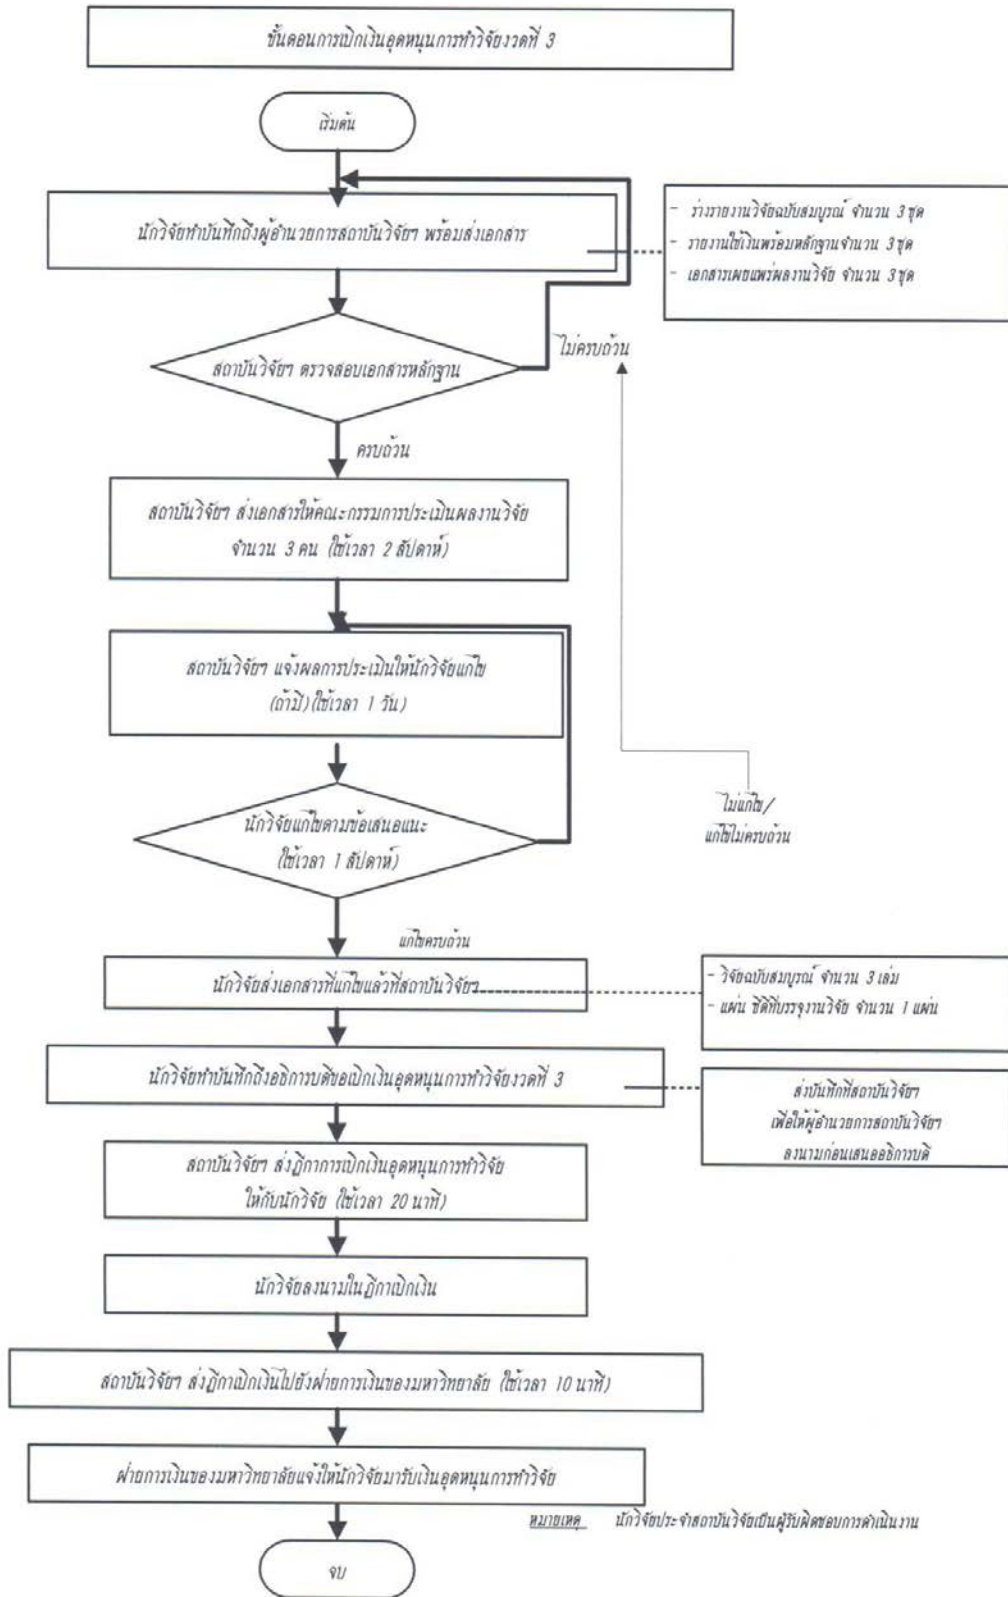 ขั้นตอนการเบิกเงินอุดหนุนการทำวิจัยงวดที่ 3
เริ่มต้น
นักวิจัยทำบันทึกถึงผู้อำนวยการสถาบันวิจัยฯ พร้อมส่งเอกสาร
- ร่างรายงานวิจัยฉบับสมบูรณ์ จำนวน 3 ชุด
- รายงานใช้เงินพร้อมหลักฐานจำนวน 3 ชุด
- เอกสารเผยแพร่ผลงานวิจัย จำนวน 3 ชุด
ไม่ครบถ้วน
สถาบันวิจัยฯ ตรวจสอบเอกสารหลักฐาน
ครบถ้วน
สถาบันวิจัยฯ ส่งเอกสารให้คณะกรรมการประเมินผลงานวิจัย
จำนวน 3 คน (ใช้เวลา 2 สัปดาห์)
สถาบันวิจัยฯ แจ้งผลการประเมินให้นักวิจัยแก้ไข
(ถ้ามี) (ใช้เวลา 1 วัน)
ไม่แก้ไข/
แก้ไขไม่ครบถ้วน
นักวิจัยแก้ไขตามข้อเสนอแนะ
(ใช้เวลา 1 สัปดาห์)
แก้ไขครบถ้วน
นักวิจัยส่งเอกสารที่แก้ไขแล้วที่สถาบันวิจัยฯ
- วิจัยฉบับสมบูรณ์ จำนวน 3 เล่ม
- แผ่น ซีดีที่บรรจุงานวิจัย จำนวน 1 แผ่น
นักวิจัยทำบันทึกถึงอธิการบดีขอเบิกเงินอุดหนุนการทำวิจัยงวดที่ 3
ส่งบันทึกที่สถาบันวิจัยฯ
เพื่อให้ผู้อำนวยการสถาบันวิจัยฯ
ลงนามก่อนเสนออธิการบดี
สถาบันวิจัยฯ ส่งฎีกาการเบิกเงินอุดหนุนการทำวิจัย
ให้กับนักวิจัย (ใช้เวลา 20 นาที)
นักวิจัยลงนามในฎีกาเบิกเงิน
สถาบันวิจัยฯ ส่งฎีกาเบิกเงินไปยังฝ่ายการเงินของมหาวิทยาลัย (ใช้เวลา 10 นาที)
ฝ่ายการเงินของมหาวิทยาลัยแจ้งให้นักวิจัยมารับเงินอุดหนุนการทำวิจัย
หมายเหตุ นักวิจัยประจำสถาบันวิจัยเป็นผู้รับผิดชอบการดำเนินงาน
จบ